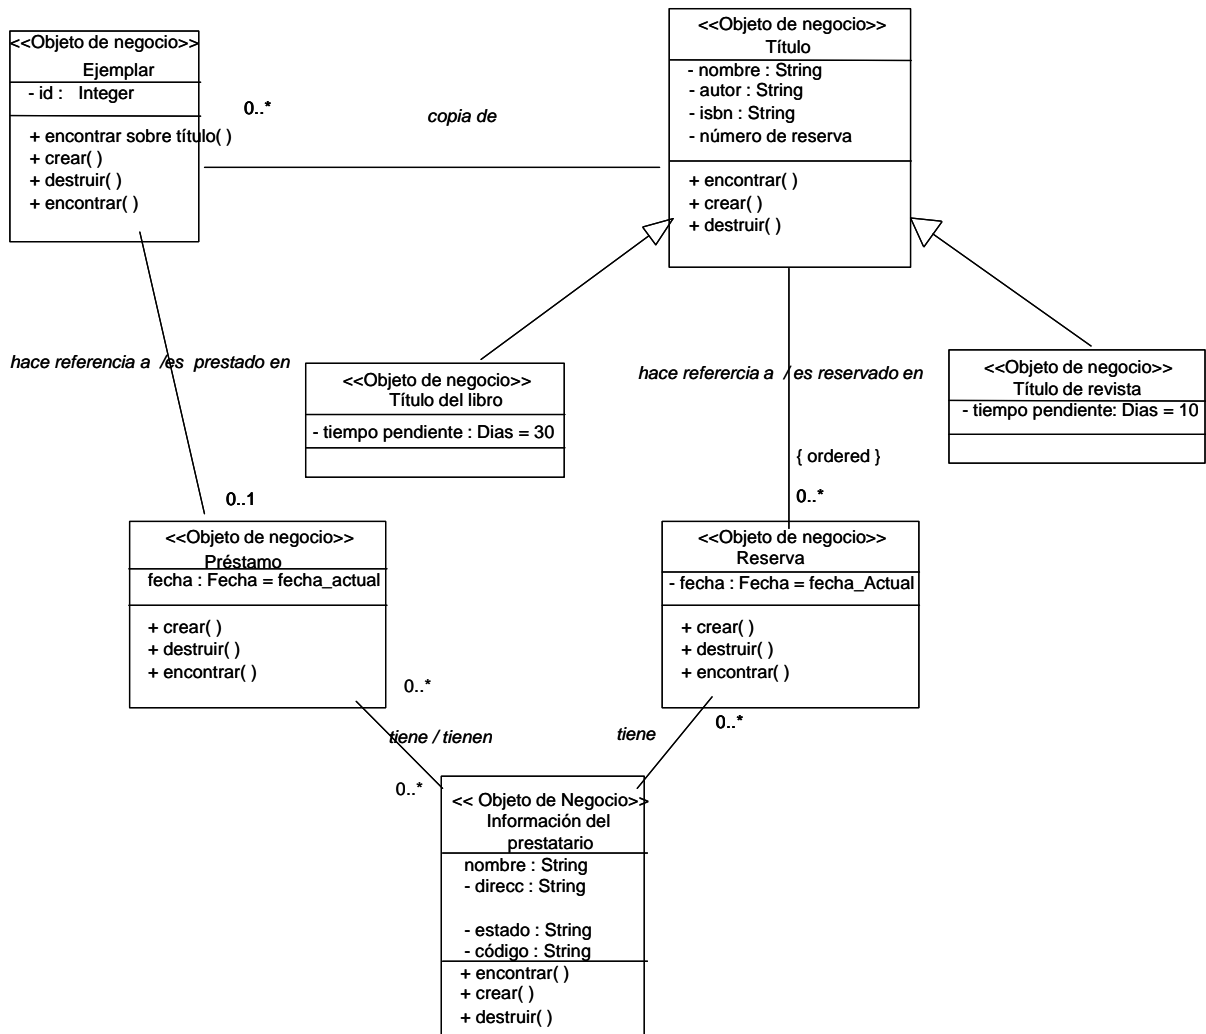 <<Objeto de negocio>>
Ejemplar
- id : Integer
+ encontrar sobre título( )
+ crear( )
+ destruir( )
+ encontrar( )
0..*
copia de
<<Objeto de negocio>>
Título
- nombre : String
- autor : String
- isbn : String
- número de reserva
+ encontrar( )
+ crear( )
+ destruir( )
hace referencia a /es prestado en
<<Objeto de negocio>>
Título del libro
- tiempo pendiente : Dias = 30
hace referercia a / es reservado en
<<Objeto de negocio>>
Título de revista
- tiempo pendiente: Dias = 10
{ ordered }
0..*
0..1
<<Objeto de negocio>>
Préstamo
fecha : Fecha = fecha_actual
+ crear( )
+ destruir( )
+ encontrar( )
<<Objeto de negocio>>
Reserva
- fecha : Fecha = fecha_Actual
+ crear( )
+ destruir( )
+ encontrar( )
0..*
tiene / tienen
0..*
0..*
tiene
<< Objeto de Negocio>>
Información del
prestatario
nombre : String
- direcc : String
- estado : String
- código : String
+ encontrar( )
+ crear( )
+ destruir( )